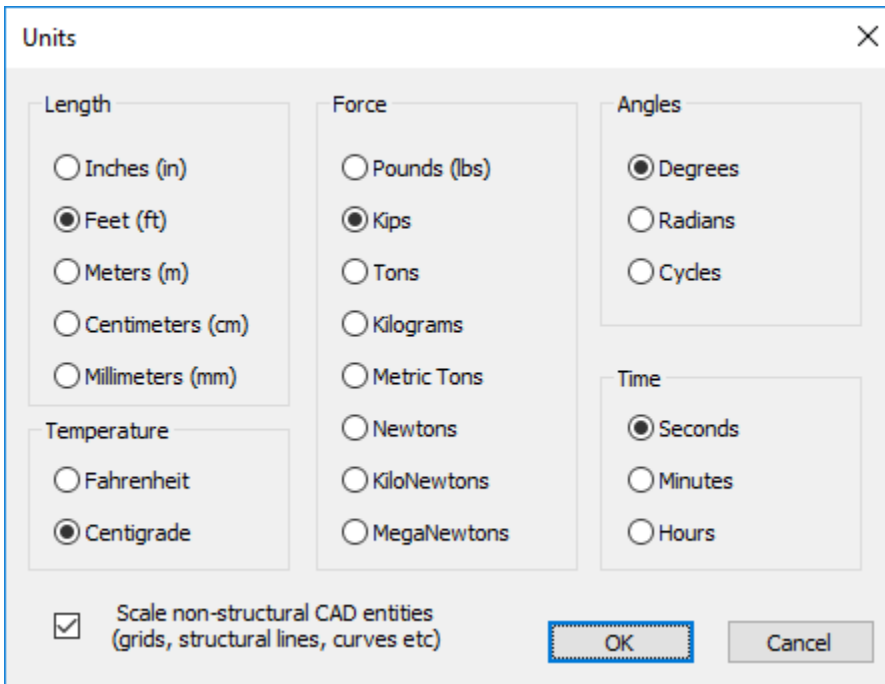 Units
Length
Inches (in)
Feet (ft)
Meters (m)
Centimeters (cm)
Millimeters (mm)
Temperature
Fahrenheit
Centigrade
Force
Pounds (lbs)
Kips
Tons
Kilograms
Metric Tons
Newtons
KiloNewtons
MegaNewtons
Angles
Degrees
Radians
Cycles
Time
Seconds
Minutes
Hours
Scale non-structural CAD entities
(grids, structural lines, curves etc)
OK
Cancel